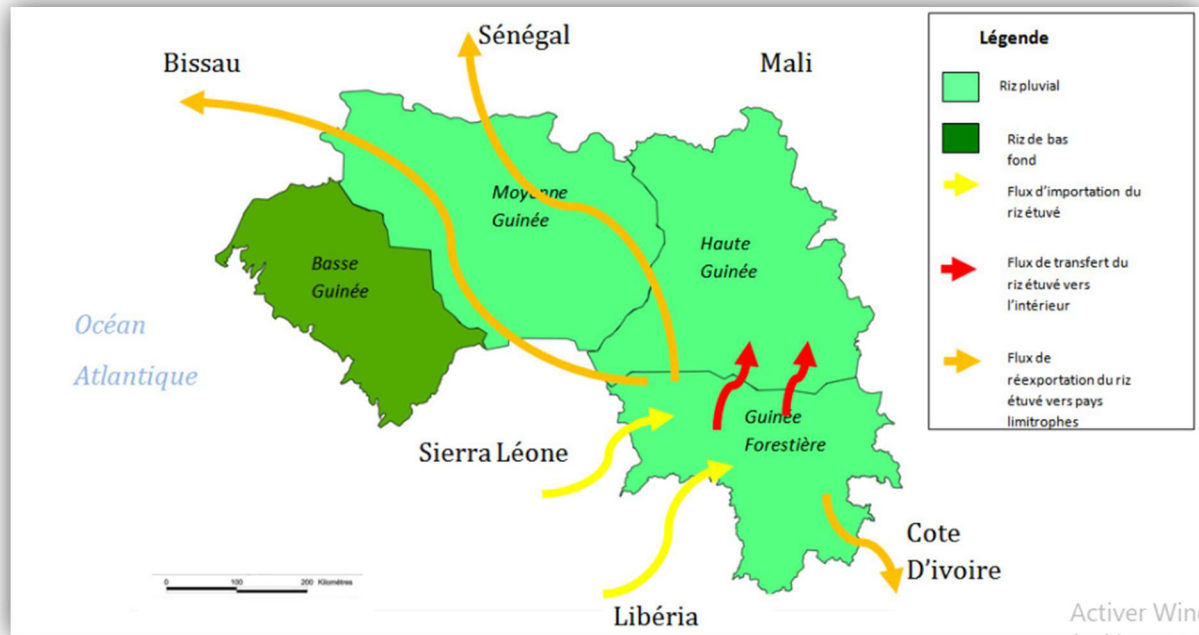 Sénégal
Bissau
Mali
Moyenne
Guinée
Haute
Guinée
Basse
Guinée
Océan
Atlantique
Guinée
Forestière
Sierra Léone
Cote
D'ivoire
Libéria
0 100 200 Kilomètres
Légende
Riz pluvial
Riz de bas
fond
Flux d'importation du
riz étuvé
Flux de transfert du
riz étuvé vers
l'intérieur
Flux de
réexportation du riz
étuvé vers pays
limitrophes
Activer Win